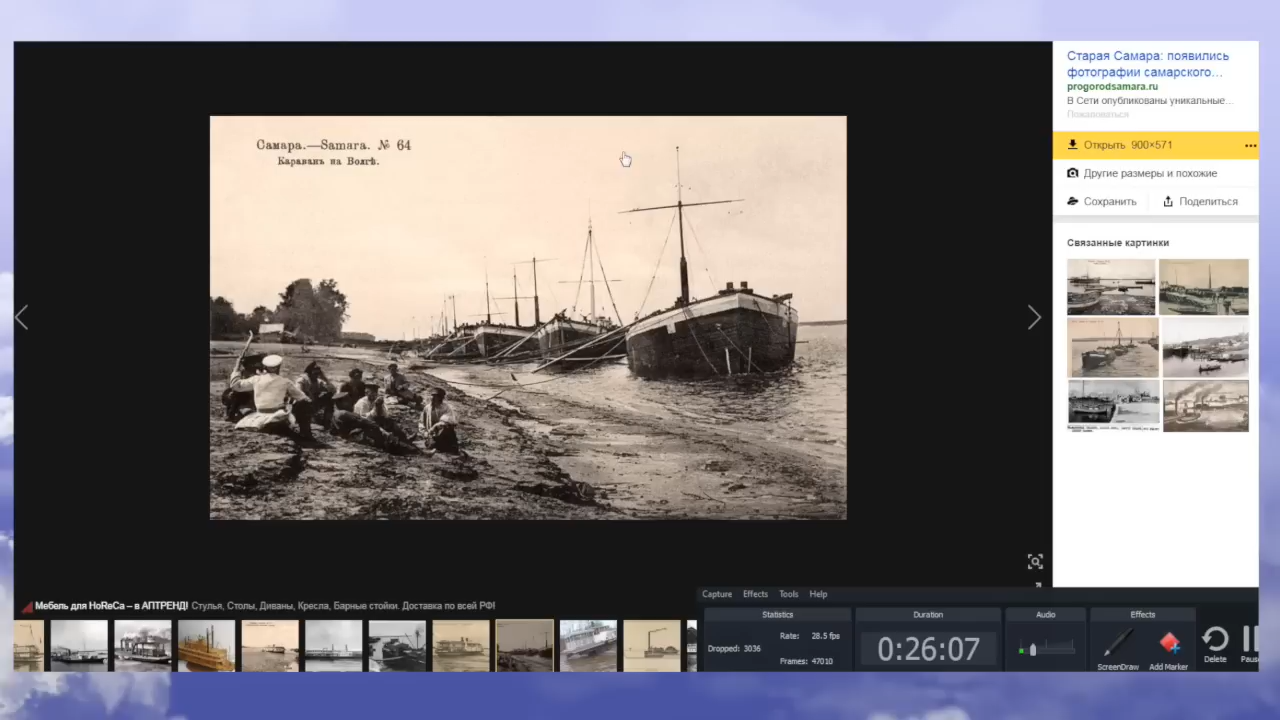 Самара.—Samara. № 64
Караванъ на Волгѣ.
Старая Самара: появились
фотографии самарского...
progorodsamara.ru
В Сети опубликованы уникальные...
Пожаловаться
Открыть 900×571
Другие размеры и похожие
Сохранить
Поделиться
Связанные картинки
Мебель для HoReCa – в АПТРЕНД! Стулья, Столы, Диваны, Кресла, Барные стойки. Доставка по всей РФ!
Capture Effects Tools Help
Statistics
Duration
Audio
Effects
Rate: 28.5 fps
Dropped: 3036
Frames: 47010
0:26:07
ScreenDraw
Add Marker
Delete
Paus